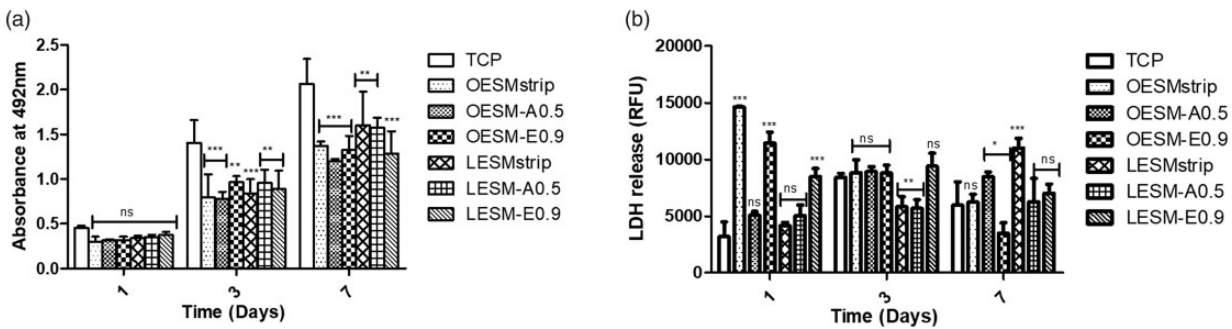 (a)
Absorbance at 492nm
2.5
2.0
1.5
1.0
0.5
0.0
ns
***
**
***
**
***
**
***
1
3
7
Time (Days)
TCP
OESMstrip
OESM-A0.5
OESM-E0.9
LESMstrip
LESM-A0.5
LESM-E0.9
(b)
LDH release (RFU)
20000
15000
10000
5000
0
***
ns
***
ns
***
ns
**
ns
ns
*
***
ns
1
3
7
Time (Days)
TCP
OESMstrip
OESM-A0.5
OESM-E0.9
LESMstrip
LESM-A0.5
LESM-E0.9